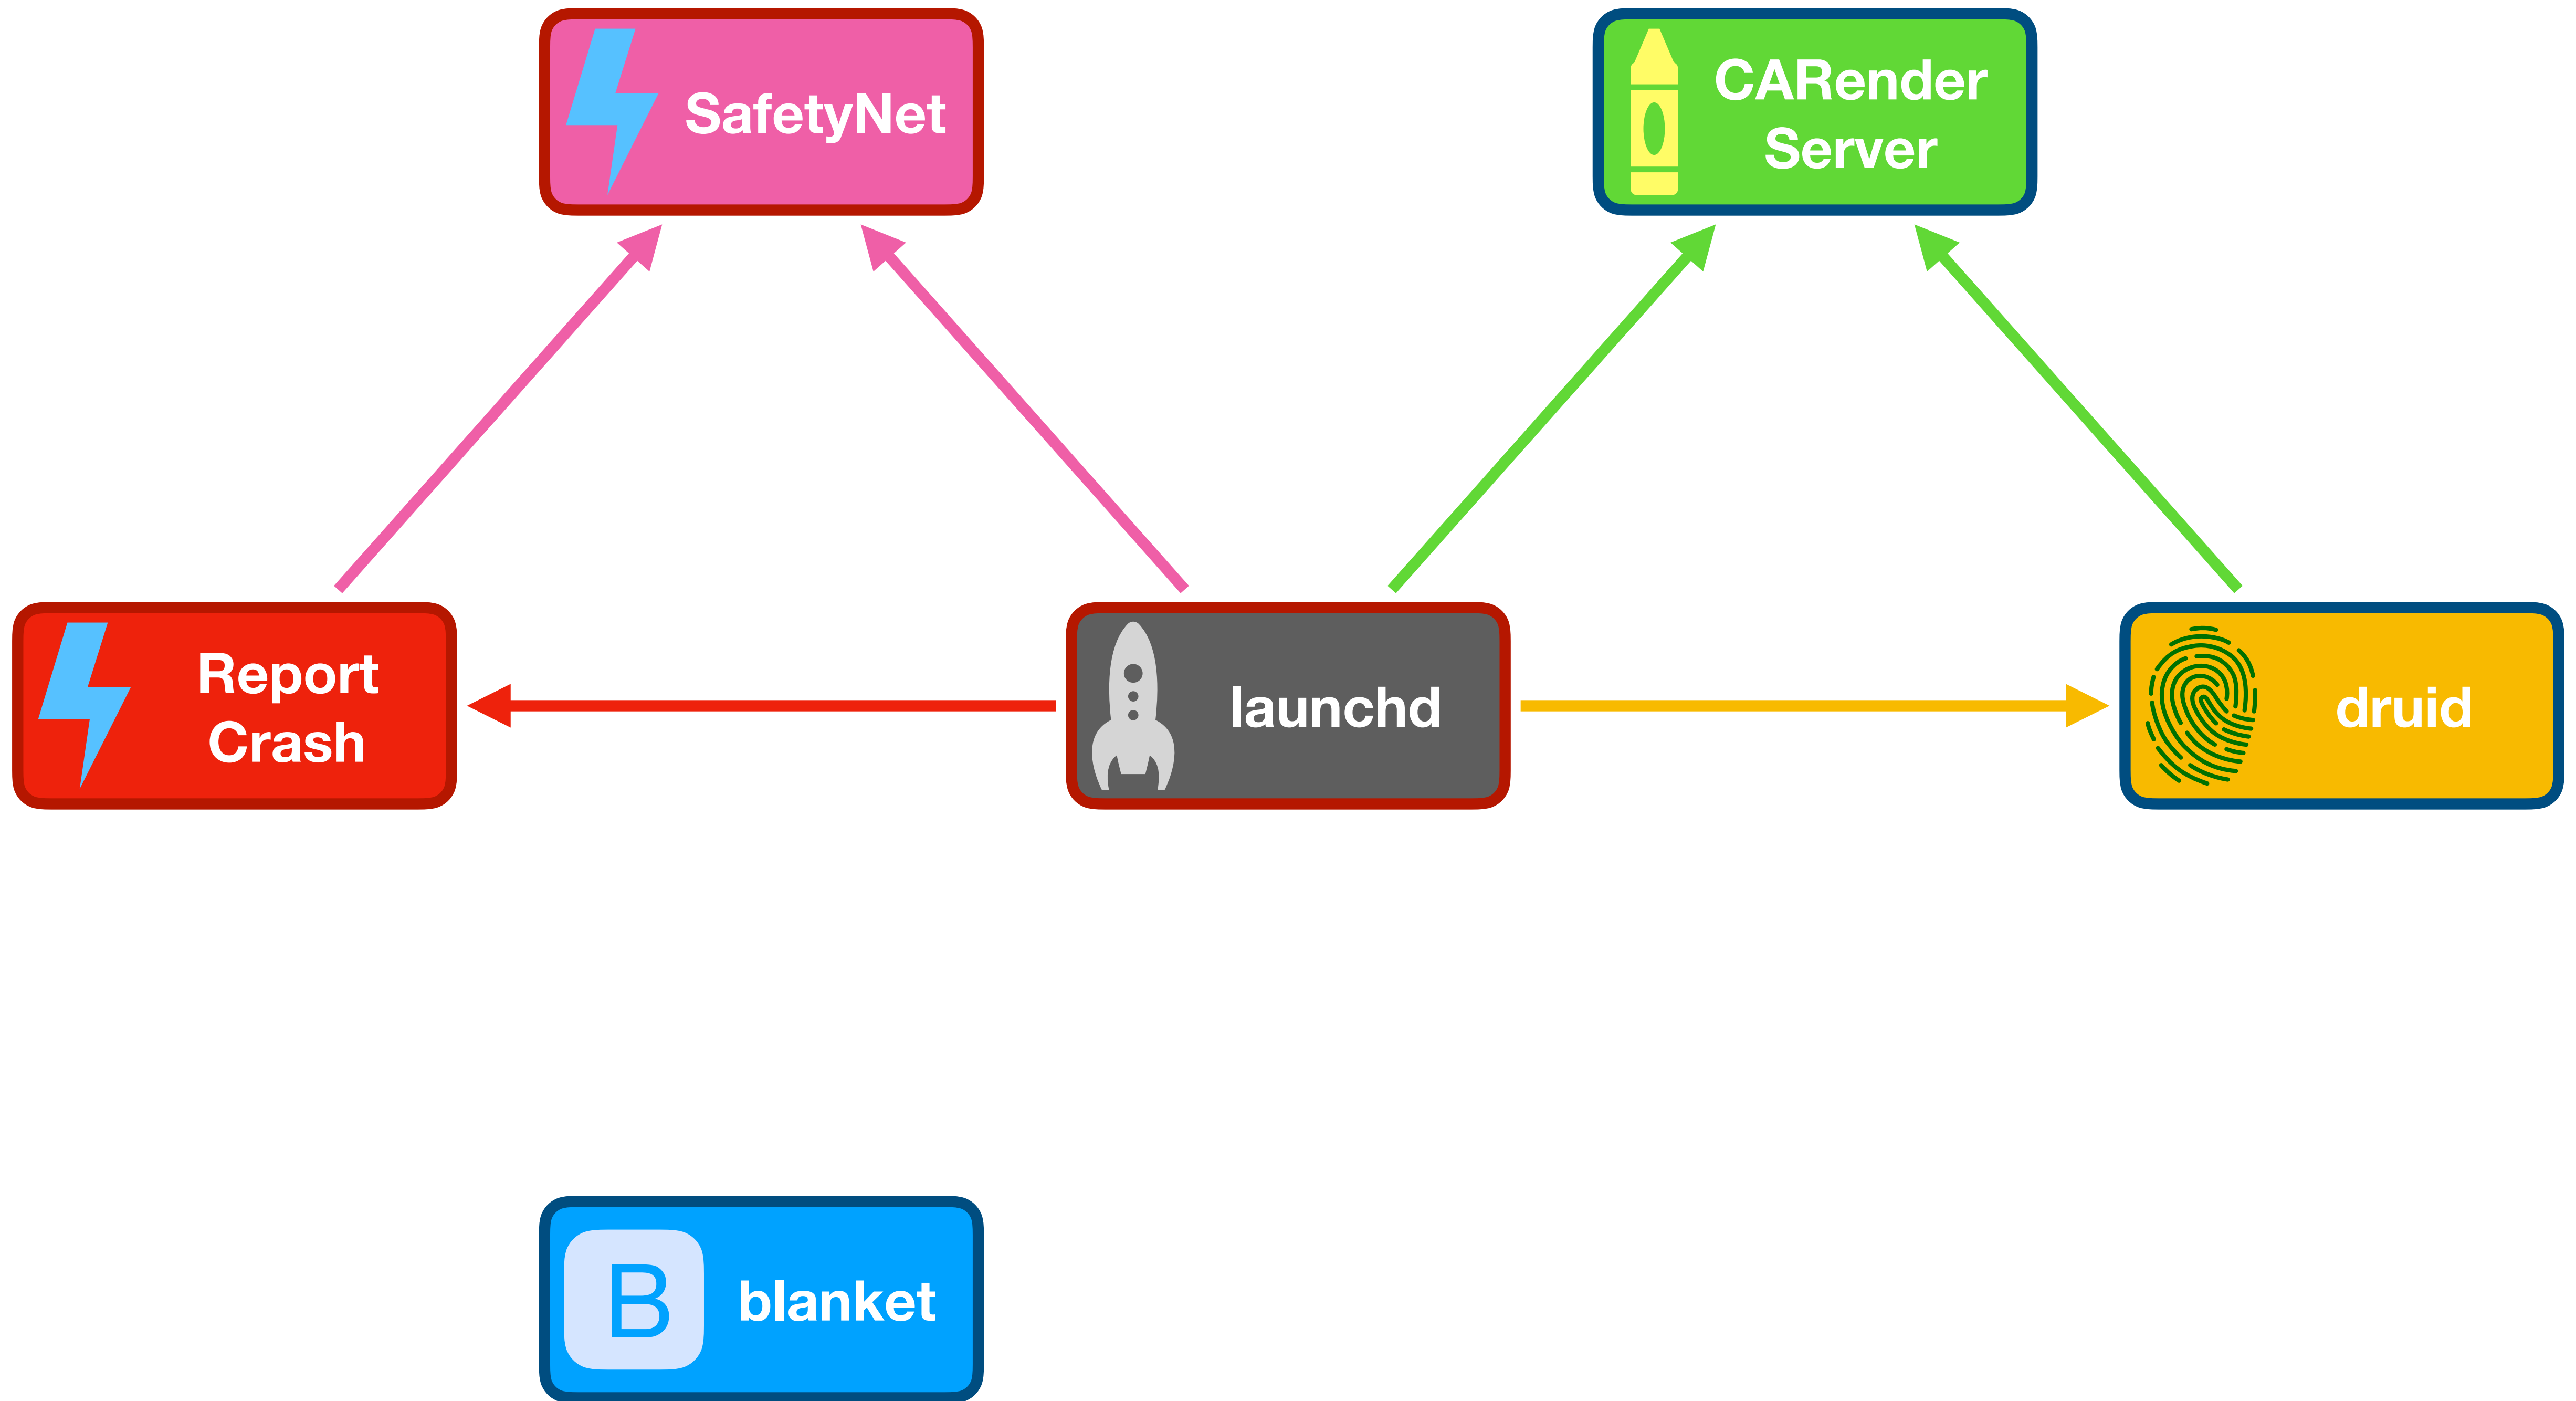 SafetyNet
CARender
Server
Report
Crash
launchd
druid
B
blanket